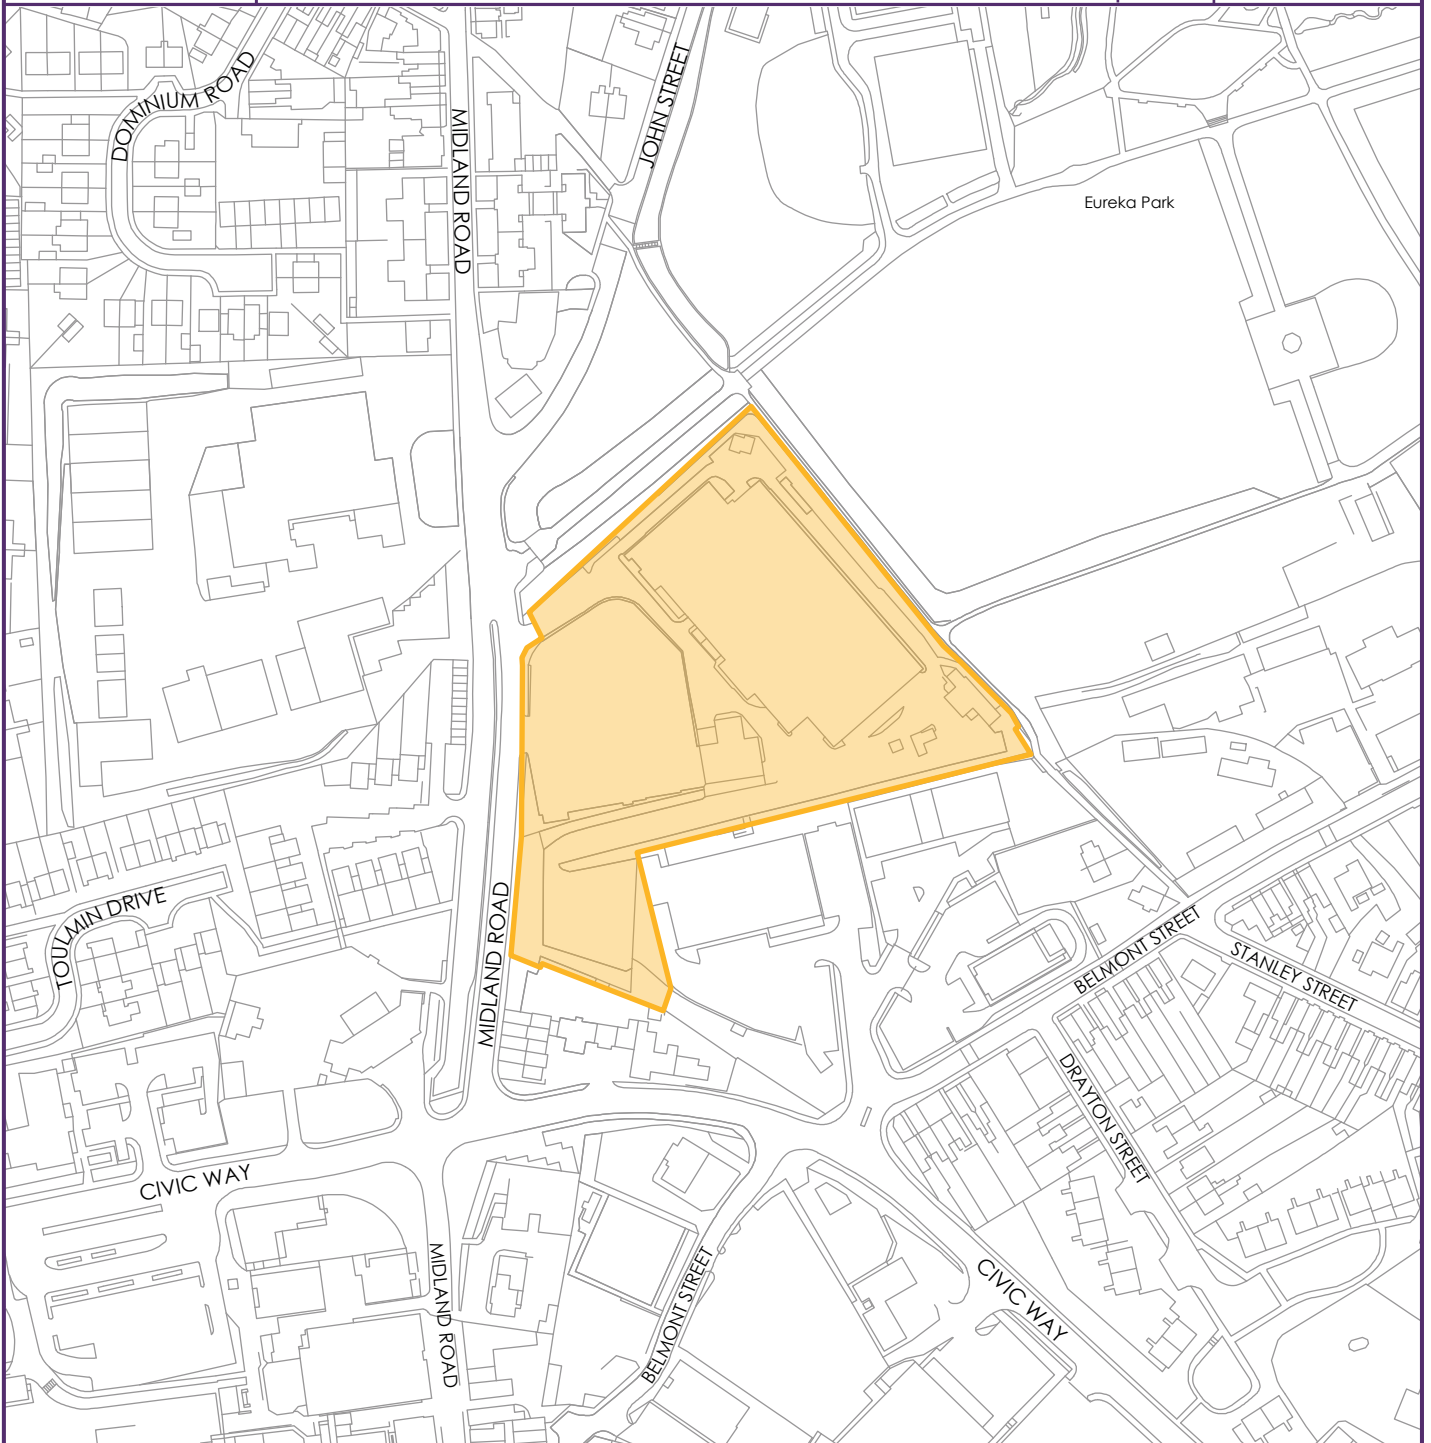 DOMINIUM ROAD
MIDLAND ROAD
JOHN STREET
Eureka Park
MIDLAND ROAD
TOULMIN DRIVE
BELMONT STREET
STANLEY STREET
DRAYTON STREET
CIVIC WAY
MIDLAND ROAD
BELMONT STREET
CIVIC WAY